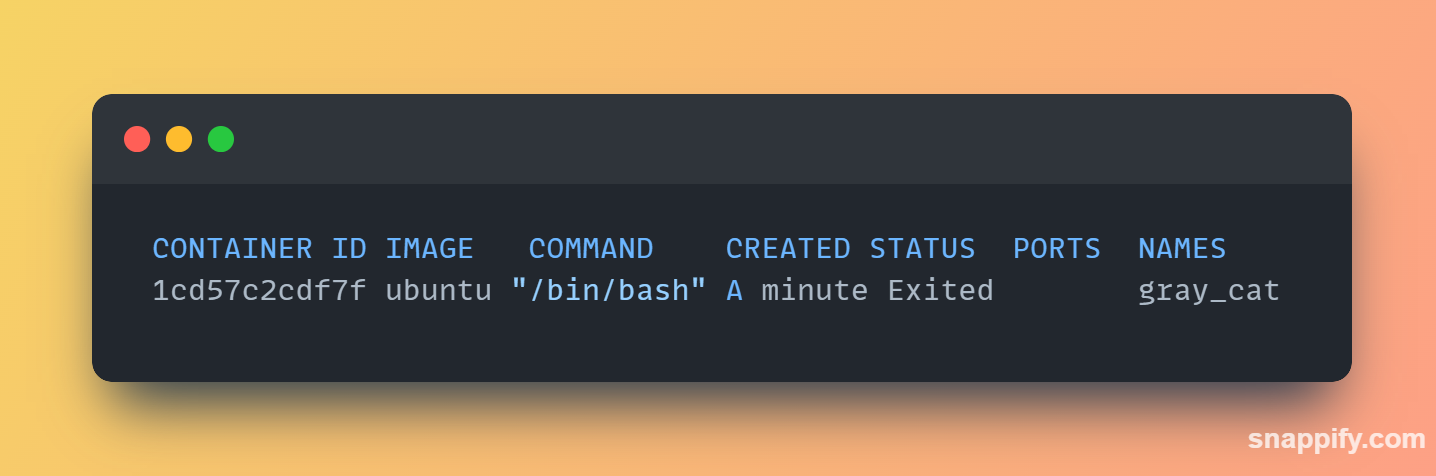 CONTAINER ID IMAGE   COMMAND    CREATED STATUS  PORTS  NAMES
1cd57c2cdf7f ubuntu "/bin/bash" A minute Exited        gray_cat
snappify.com